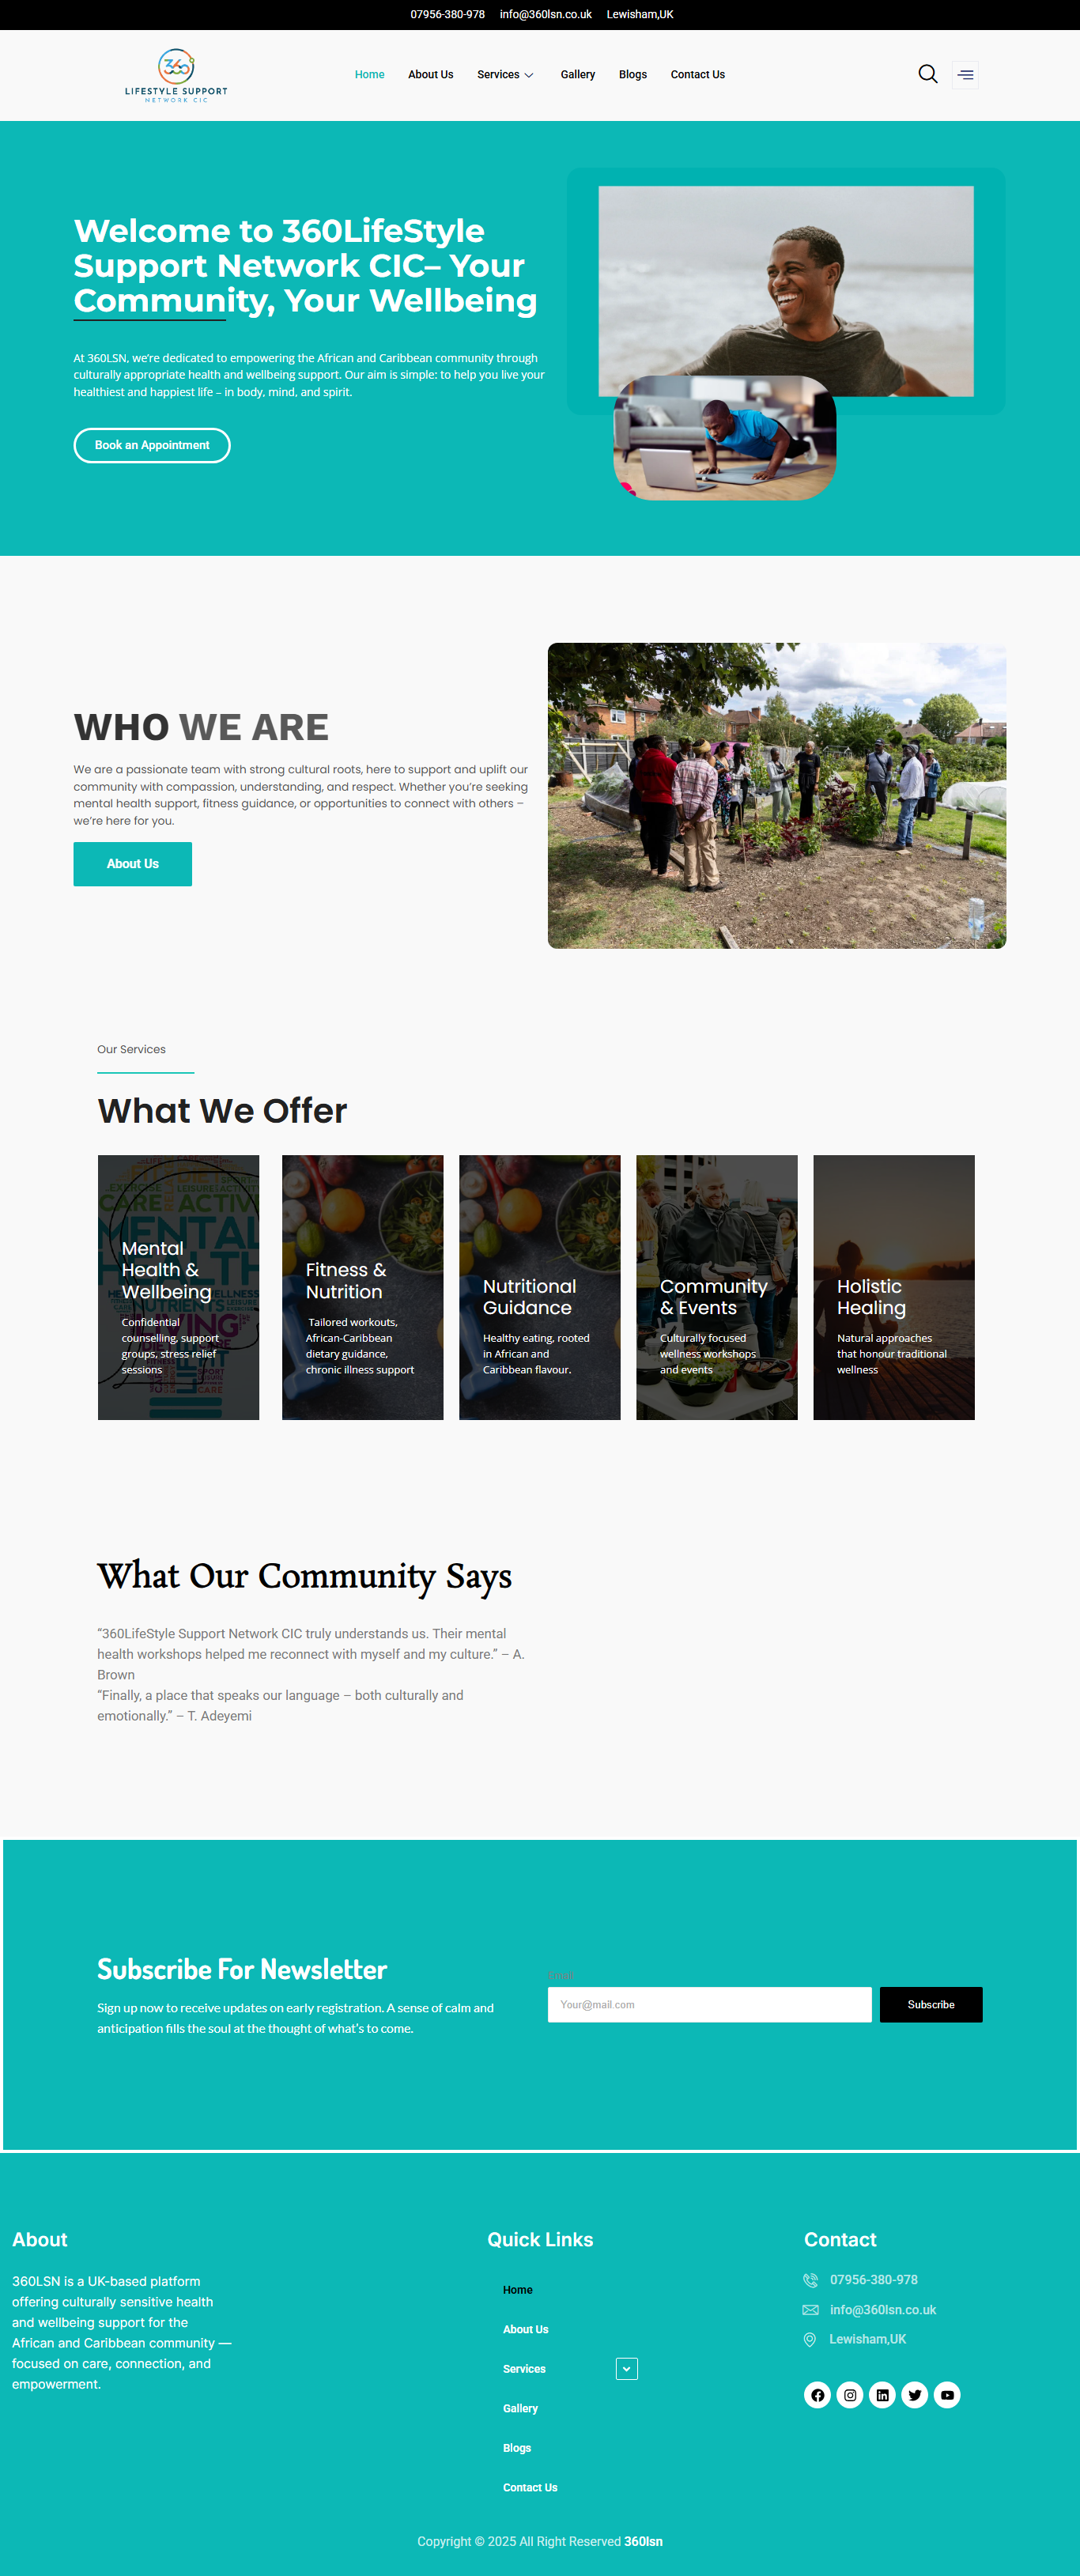 07956-380-978 info@360lsn.co.uk Lewisham,UK
360
LIFESTYLE SUPPORT
NETWORK CIC
Home About Us Services Gallery Blogs Contact Us
Welcome to 360LifeStyle
Support Network CIC– Your
Community, Your Wellbeing
At 360LSN, we're dedicated to empowering the African and Caribbean community through
culturally appropriate health and wellbeing support. Our aim is simple: to help you live your
healthiest and happiest life – in body, mind, and spirit.
Book an Appointment
WHO WE ARE
We are a passionate team with strong cultural roots, here to support and uplift our
community with compassion, understanding, and respect. Whether you're seeking
mental health support, fitness guidance, or opportunities to connect with others –
we're here for you.
About Us
Our Services
What We Offer
Mental
Health &
Wellbeing
Confidential
counselling, support
groups, stress relief
sessions
Fitness &
Nutrition
Tailored workouts,
African-Caribbean
dietary guidance,
chronic illness support
Nutritional
Guidance
Healthy eating, rooted
in African and
Caribbean flavour.
Community
& Events
Culturally focused
wellness workshops
and events
Holistic
Healing
Natural approaches
that honour traditional
wellness
What Our Community Says
"360LifeStyle Support Network CIC truly understands us. Their mental
health workshops helped me reconnect with myself and my culture." – A.
Brown
"Finally, a place that speaks our language – both culturally and
emotionally." – T. Adeyemi
Subscribe For Newsletter
Sign up now to receive updates on early registration. A sense of calm and
anticipation fills the soul at the thought of what's to come.
Email
Your@mail.com
Subscribe
About
360LSN is a UK-based platform
offering culturally sensitive health
and wellbeing support for the
African and Caribbean community —
focused on care, connection, and
empowerment.
Quick Links
Home
About Us
Services
Gallery
Blogs
Contact Us
Contact
07956-380-978
info@360lsn.co.uk
Lewisham,UK
Copyright © 2025 All Right Reserved 360lsn